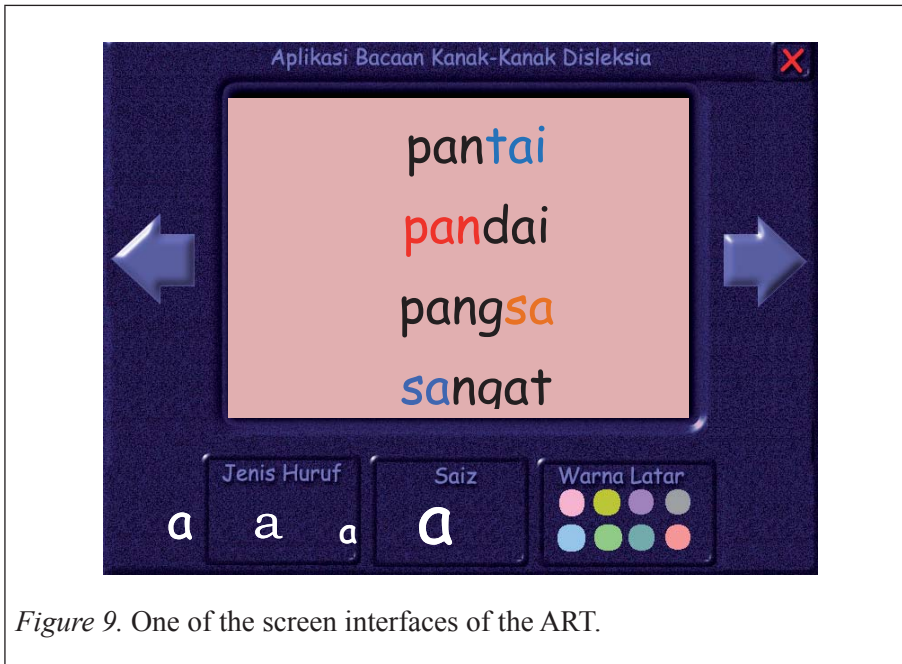 Aplikasi Bacaan Kanak-Kanak Disleksia
pantai
pandai
pangsa
sangat
Jenis Huruf
Saiz
Warna Latar
a a a a
Figure 9. One of the screen interfaces of the ART.